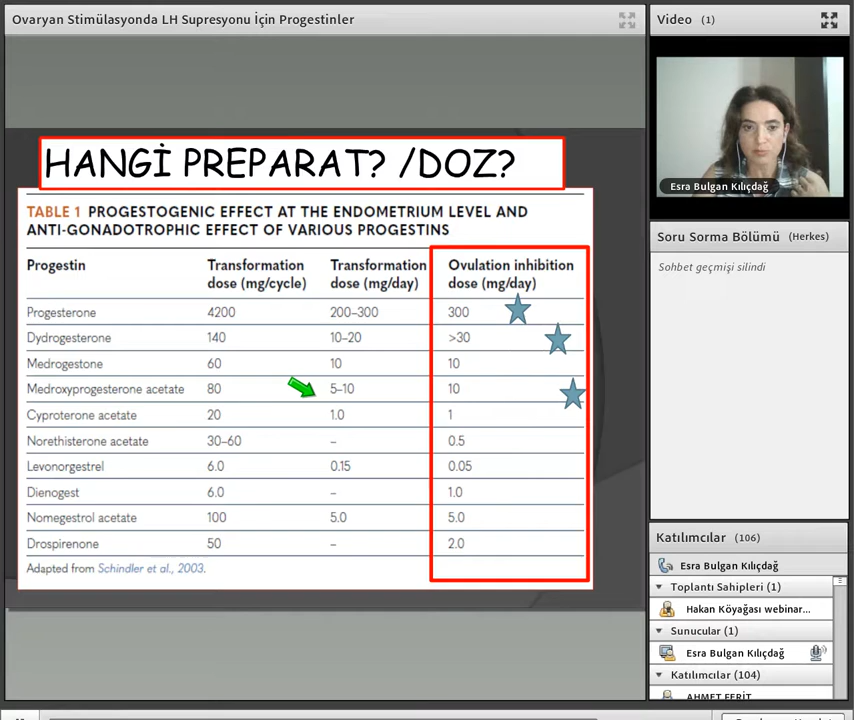 Ovaryan Stimülasyonda LH Supresyonu İçin Progestinler
HANGİ PREPARAT? /DOZ?
TABLE 1 PROGESTOGENIC EFFECT AT THE ENDOMETRIUM LEVEL AND
ANTI-GONADOTROPHIC EFFECT OF VARIOUS PROGESTINS
Progestin Transformation dose (mg/cycle) Transformation dose (mg/day) Ovulation inhibition dose (mg/day)
Progesterone 4200 200–300 300
Dydrogesterone 140 10–20 >30
Medrogestone 60 10 10
Medroxyprogesterone acetate 80 5–10 10
Cyproterone acetate 20 1.0 1
Norethisterone acetate 30–60 – 0.5
Levonorgestrel 6.0 0.15 0.05
Dienogest 6.0 – 1.0
Nomegestrol acetate 100 5.0 5.0
Drospirenone 50 – 2.0
Adapted from Schindler et al., 2003.
Video (1)
Esra Bulgan Kılıçdağ
Soru Sorma Bölümü (Herkes)
Sohbet geçmişi silindi
Katılımcılar (106)
Esra Bulgan Kılıçdağ
Toplantı Sahipleri (1)
Hakan Köyağası webinar...
Sunucular (1)
Esra Bulgan Kılıçdağ
Katılımcılar (104)
AHMET FERİT